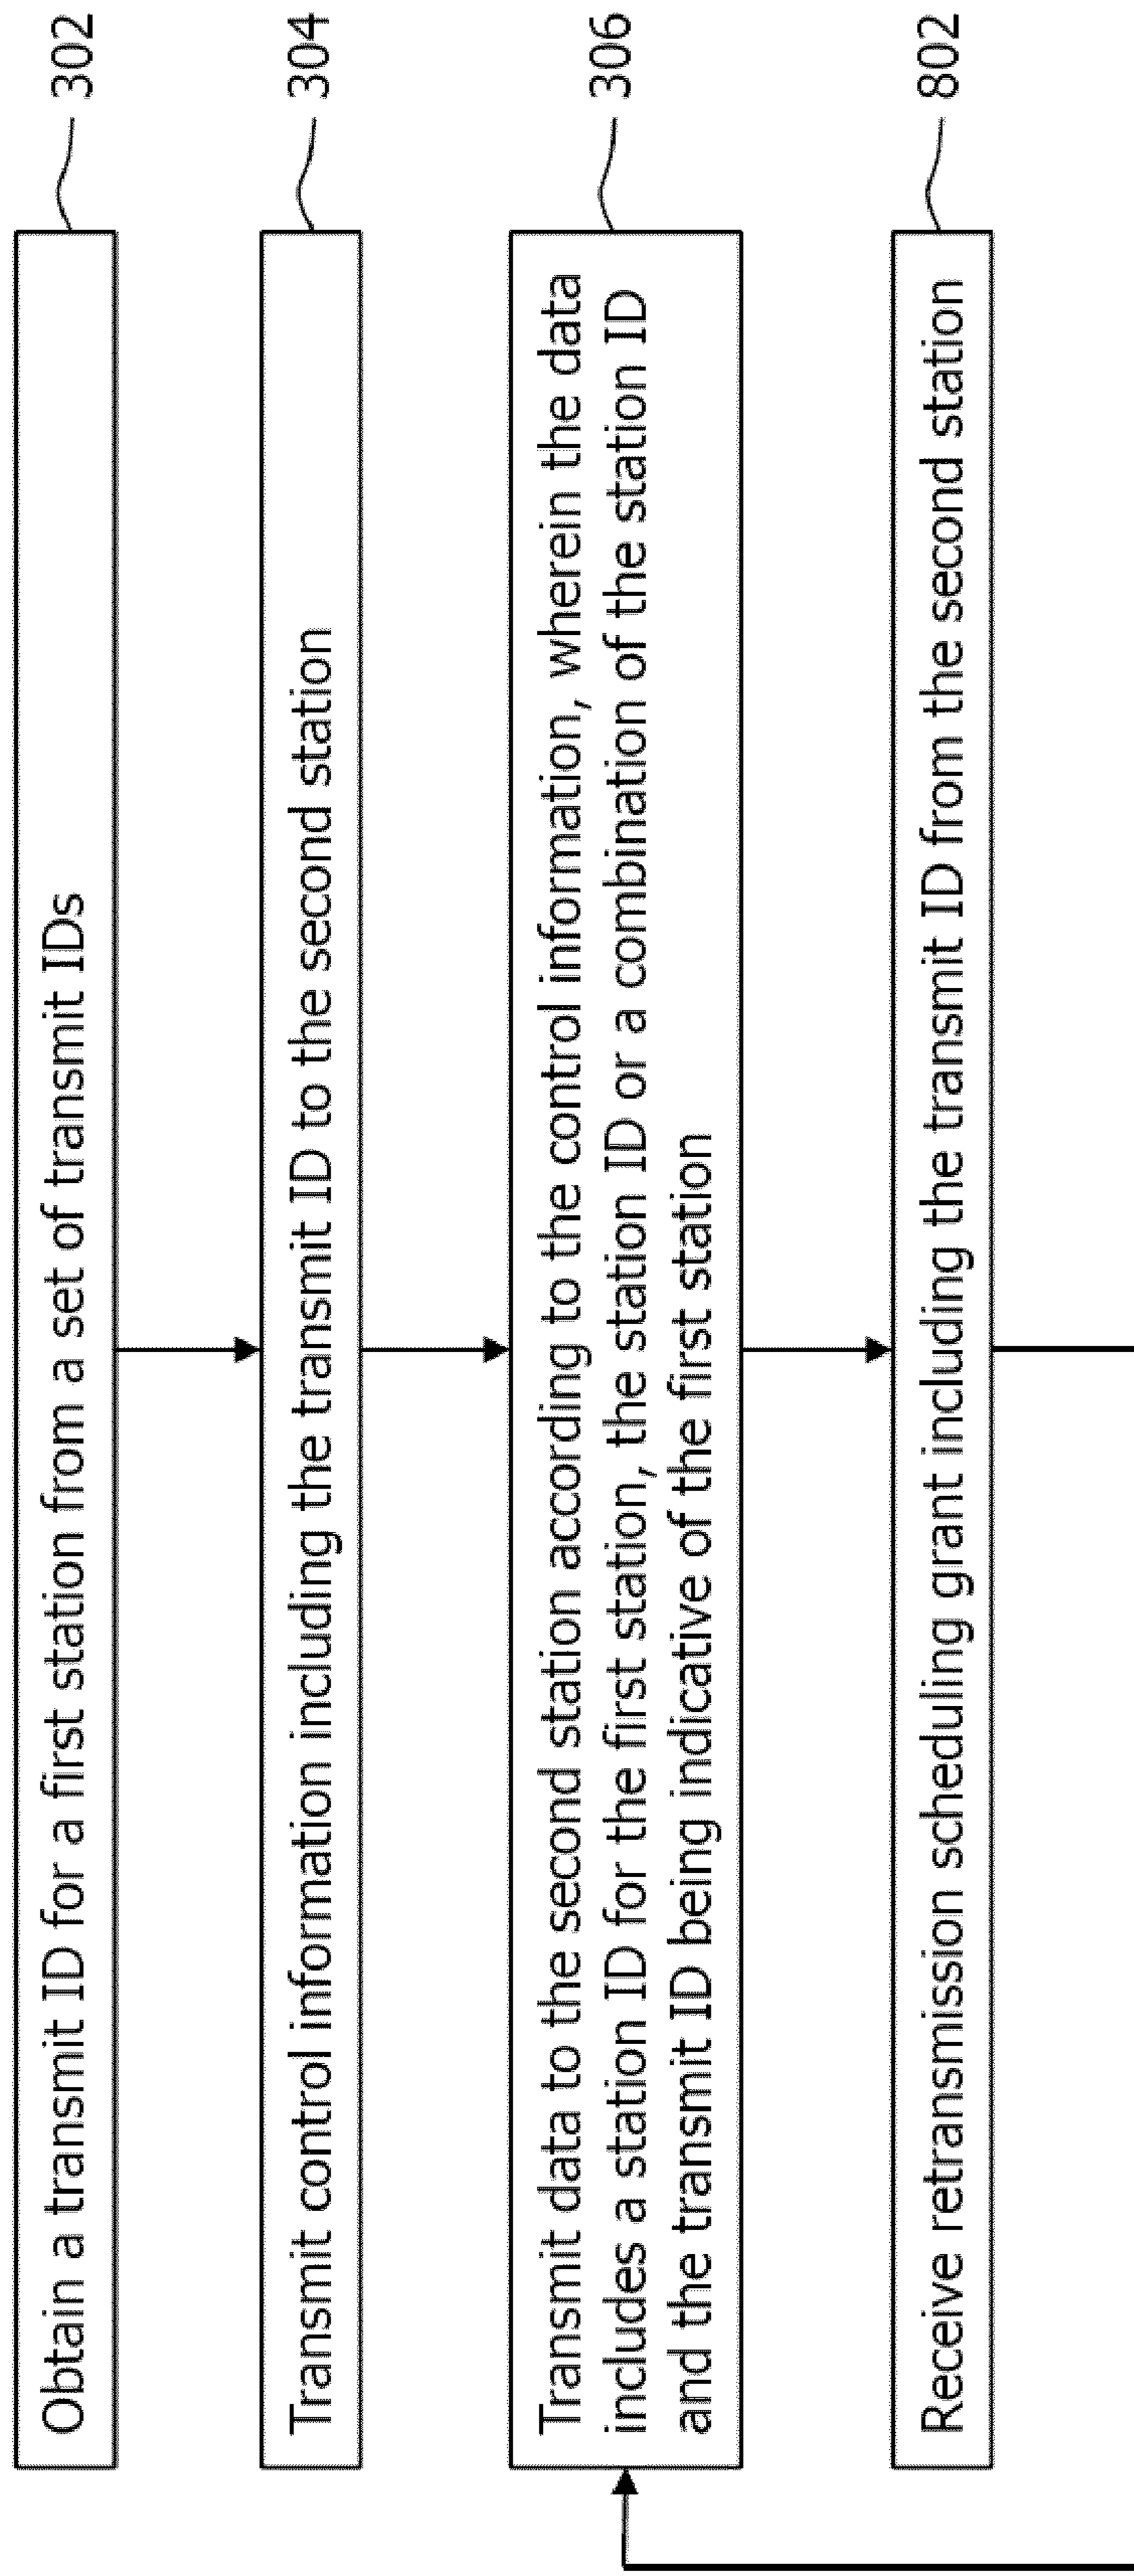 Obtain a transmit ID for a first station from a set of transmit IDs
302
Transmit control information including the transmit ID to the second station
304
Transmit data to the second station according to the control information, wherein the data
includes a station ID for the first station, the station ID or a combination of the station ID
and the transmit ID being indicative of the first station
306
Receive retransmission scheduling grant including the transmit ID from the second station
802